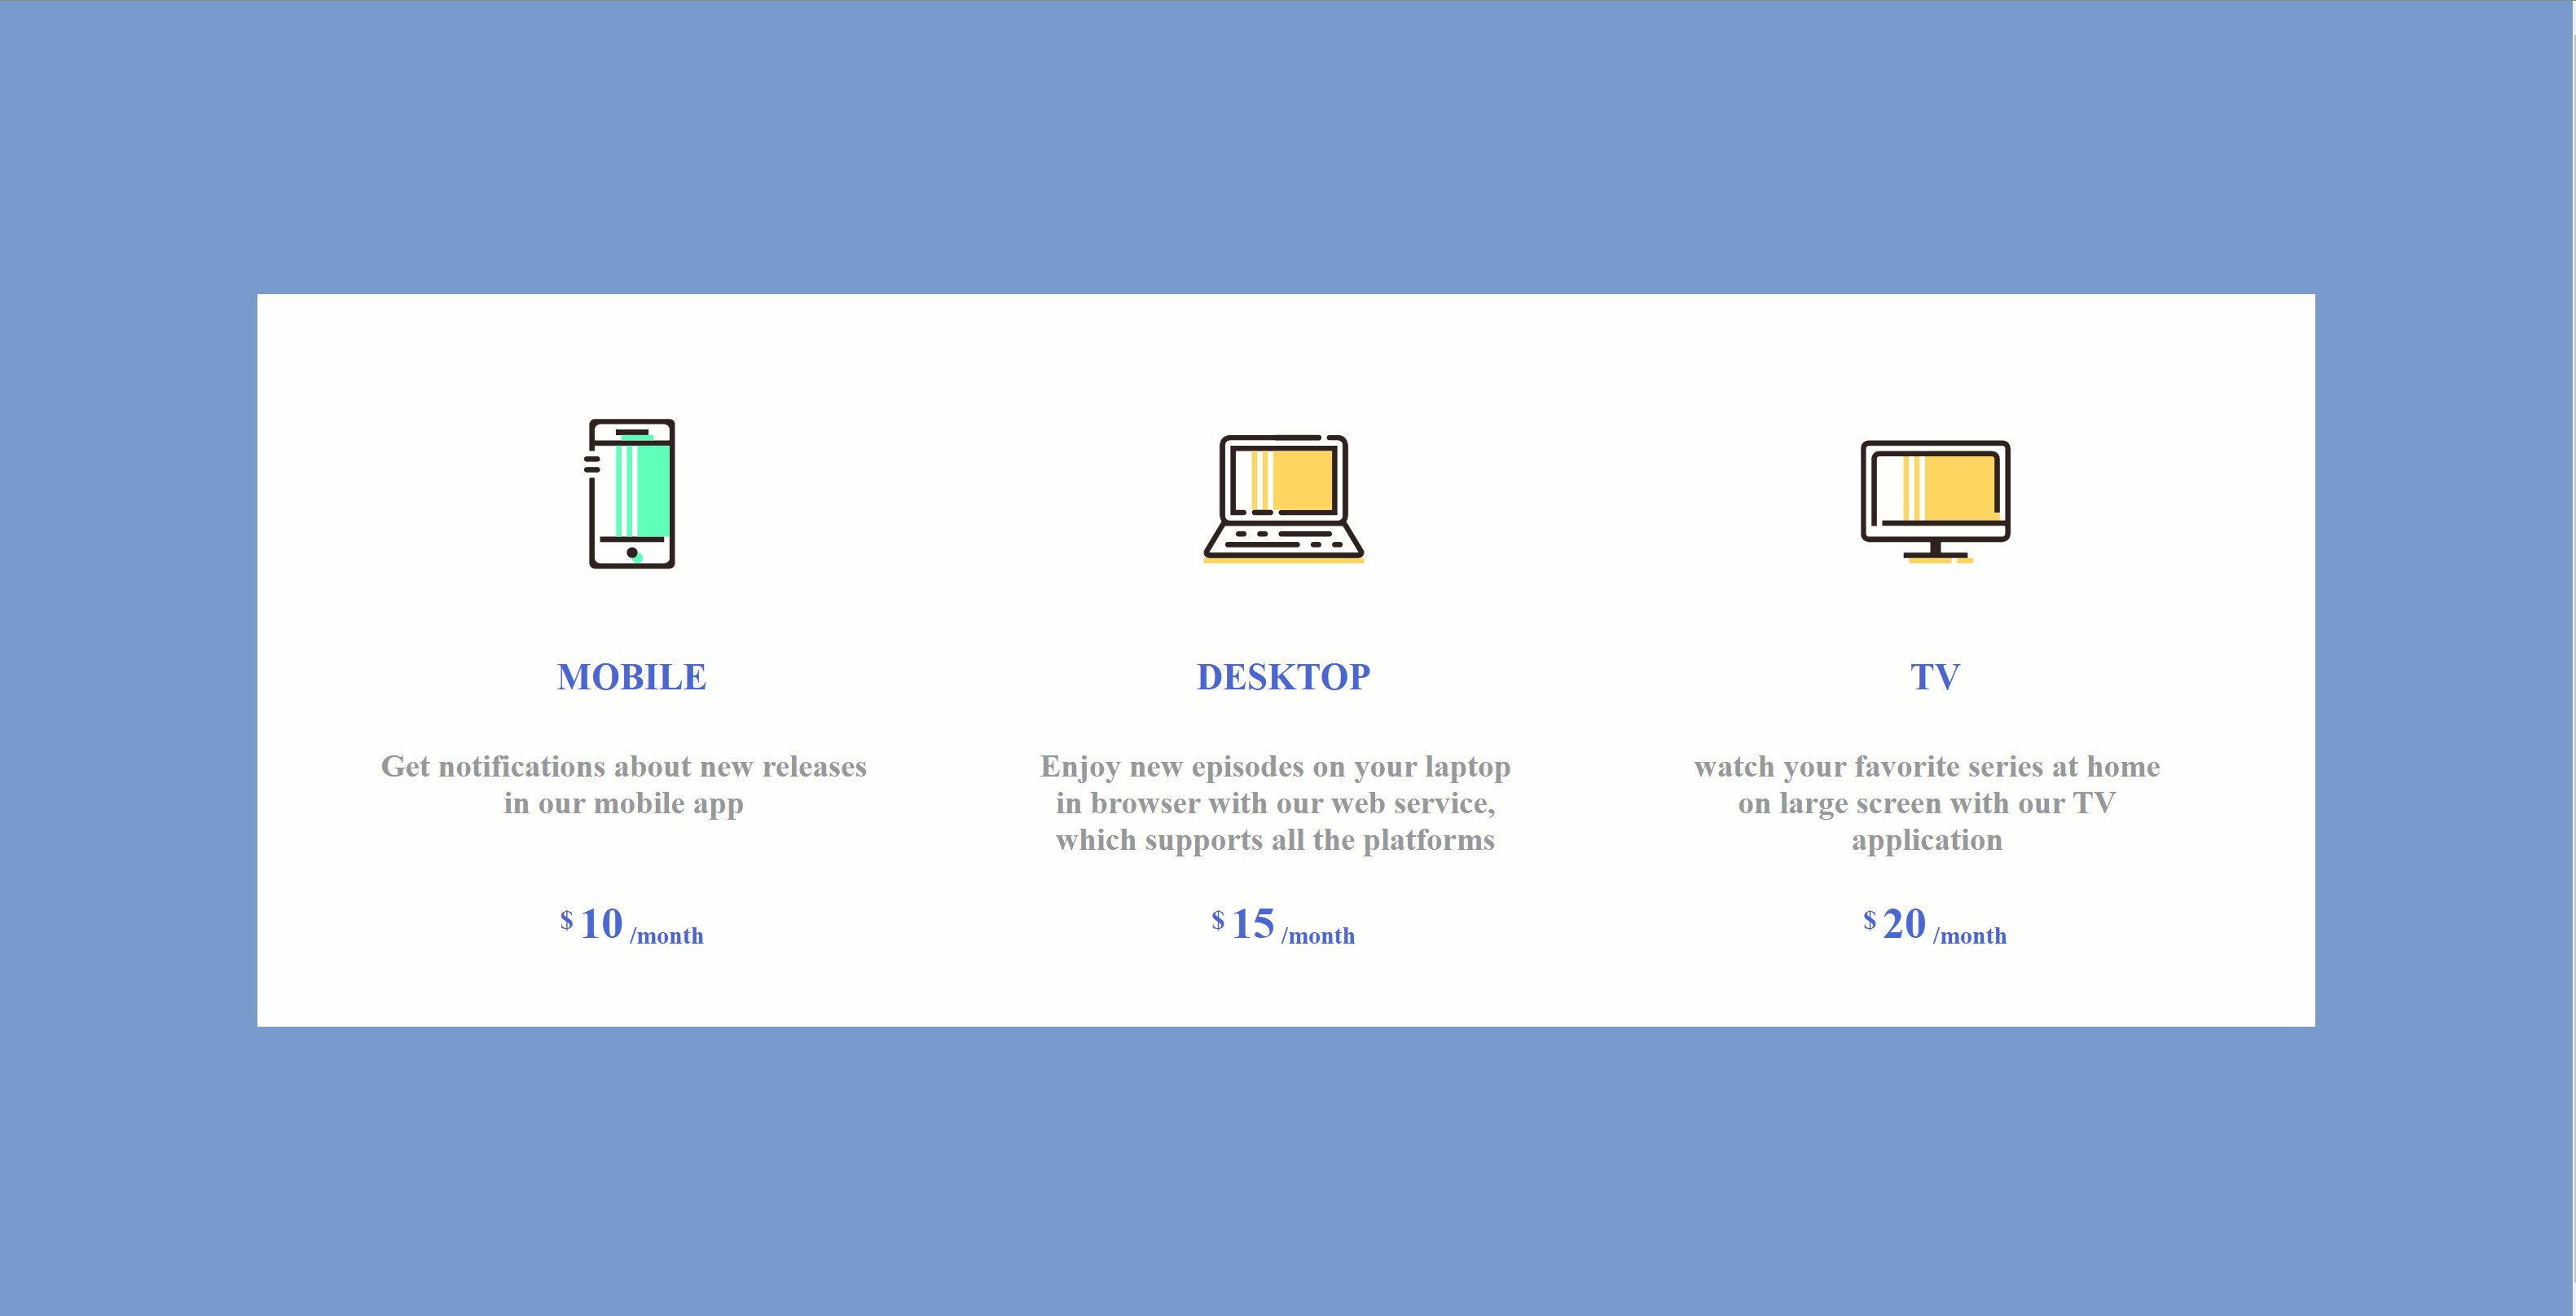 MOBILE
Get notifications about new releases
in our mobile app
$ 10 /month
DESKTOP
Enjoy new episodes on your laptop
in browser with our web service,
which supports all the platforms
$ 15 /month
TV
watch your favorite series at home
on large screen with our TV
application
$ 20 /month